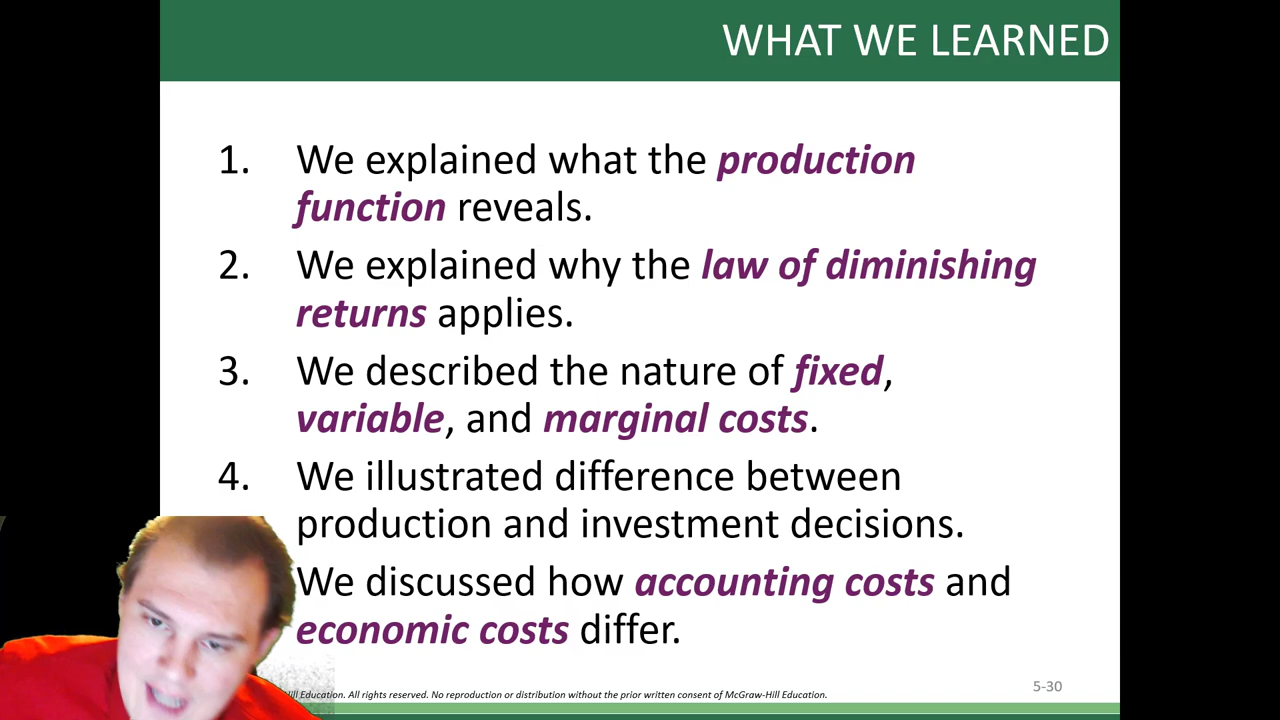 WHAT WE LEARNED
1. We explained what the production
function reveals.
2. We explained why the law of diminishing
returns applies.
3. We described the nature of fixed,
variable, and marginal costs.
4. We illustrated difference between
production and investment decisions.
We discussed how accounting costs and
economic costs differ.
Hill Education. All rights reserved. No reproduction or distribution without the prior written consent of McGraw-Hill Education.
5-30